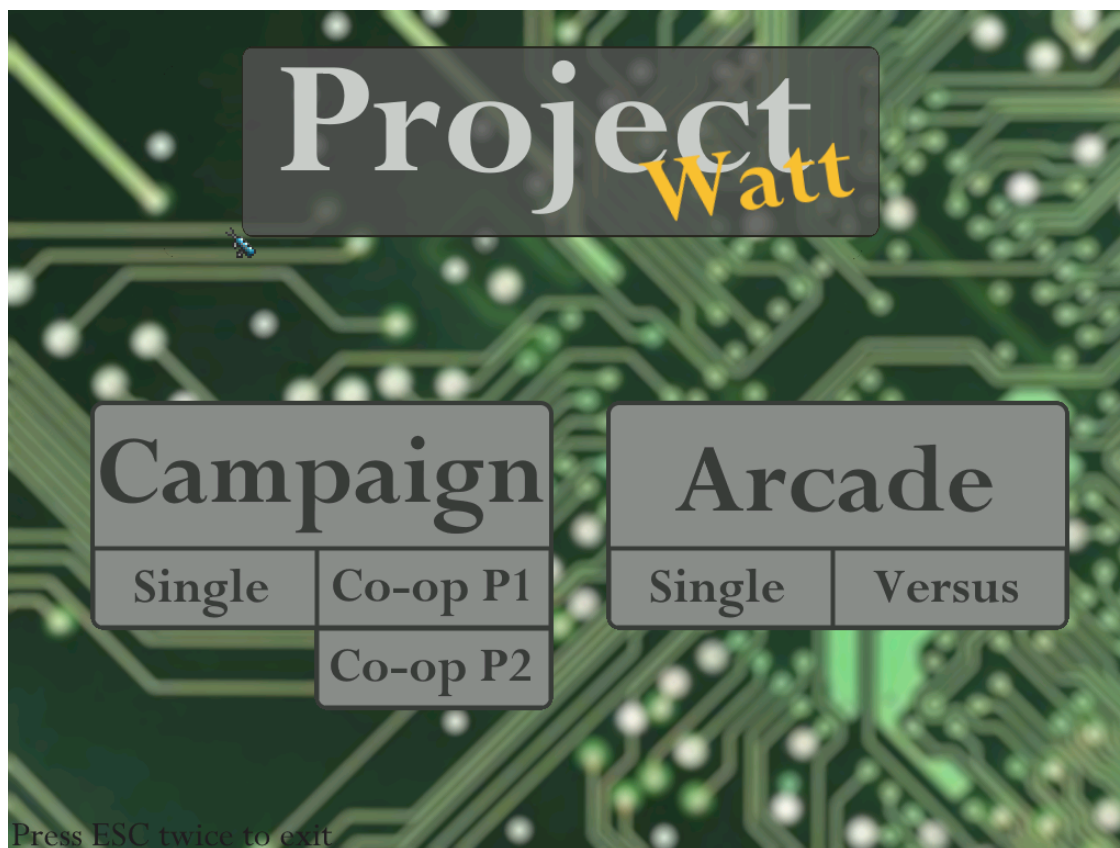 Project
Watt
Campaign
Single
Co-op P1
Co-op P2
Arcade
Single
Versus
Press ESC twice to exit